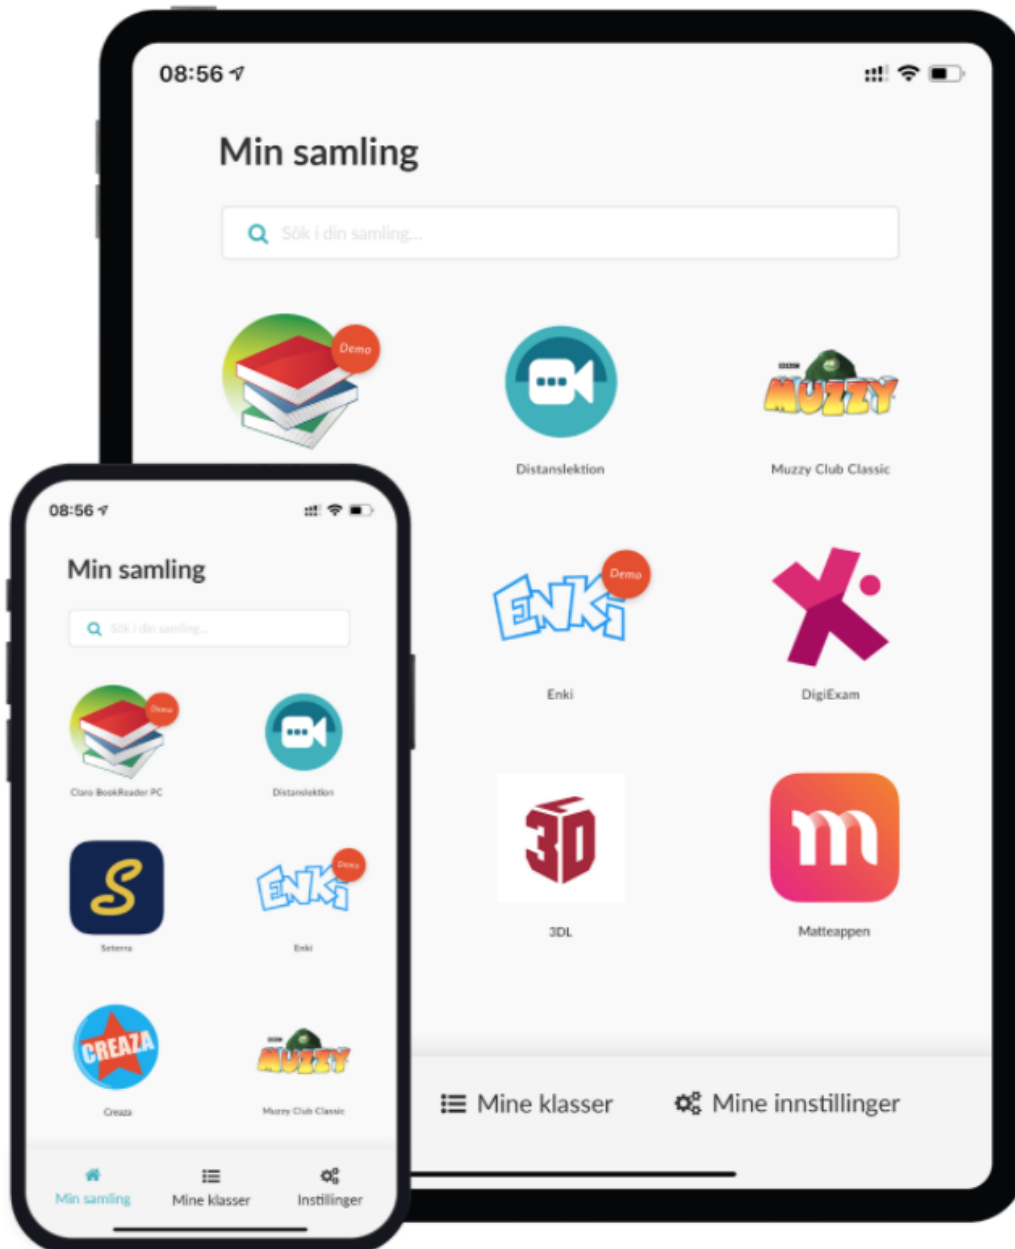 08:56
Min samling
Sök i din samling...
Demo
BBC
MUZZY
Distanslektion
Muzzy Club Classic
ENKi
Demo
Enki
DigiExam
3D
m
3DL
Matteappen
Mine klasser
Mine innstillinger
08:56
Min samling
Sök i din samling...
Demo
Claro BookReader PC
Distanslektion
S
ENKi
Demo
Seterra
Enki
CREAZA
MUZZY
Creaza
Muzzy Club Classic
Min samling
Mine klasser
Instillinger